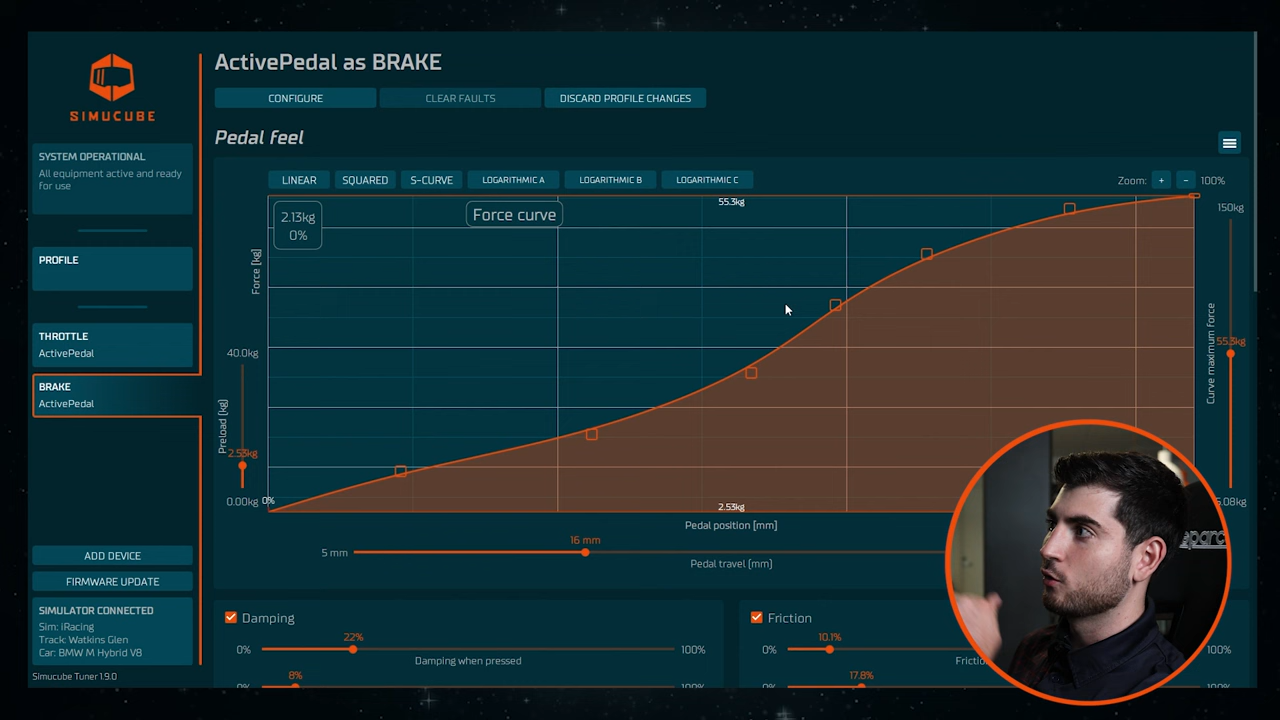 SIMUCUBE
SYSTEM OPERATIONAL
All equipment active and ready
for use
PROFILE
THROTTLE
ActivePedal
BRAKE
ActivePedal
ADD DEVICE
FIRMWARE UPDATE
SIMULATOR CONNECTED
Sim: iRacing
Track: Watkins Glen
Car: BMW M Hybrid V8
Simucube Tuner 1.9.0
ActivePedal as BRAKE
CONFIGURE
CLEAR FAULTS
DISCARD PROFILE CHANGES
Pedal feel
LINEAR
SQUARED
S-CURVE
LOGARITHMIC A
LOGARITHMIC B
LOGARITHMIC C
Zoom: + - 100%
2.13kg
0%
Force curve
55.3kg
150kg
Force [kg]
40.0kg
Preload [kg]
2.53kg
0.00kg
0%
2.53kg
Curve maximum force
55.3kg
Pedal position [mm]
16 mm
5 mm
Pedal travel [mm]
Damping
22%
0%
100%
Damping when pressed
8%
0%
100%
Friction
10.1%
0%
100%
17.8%